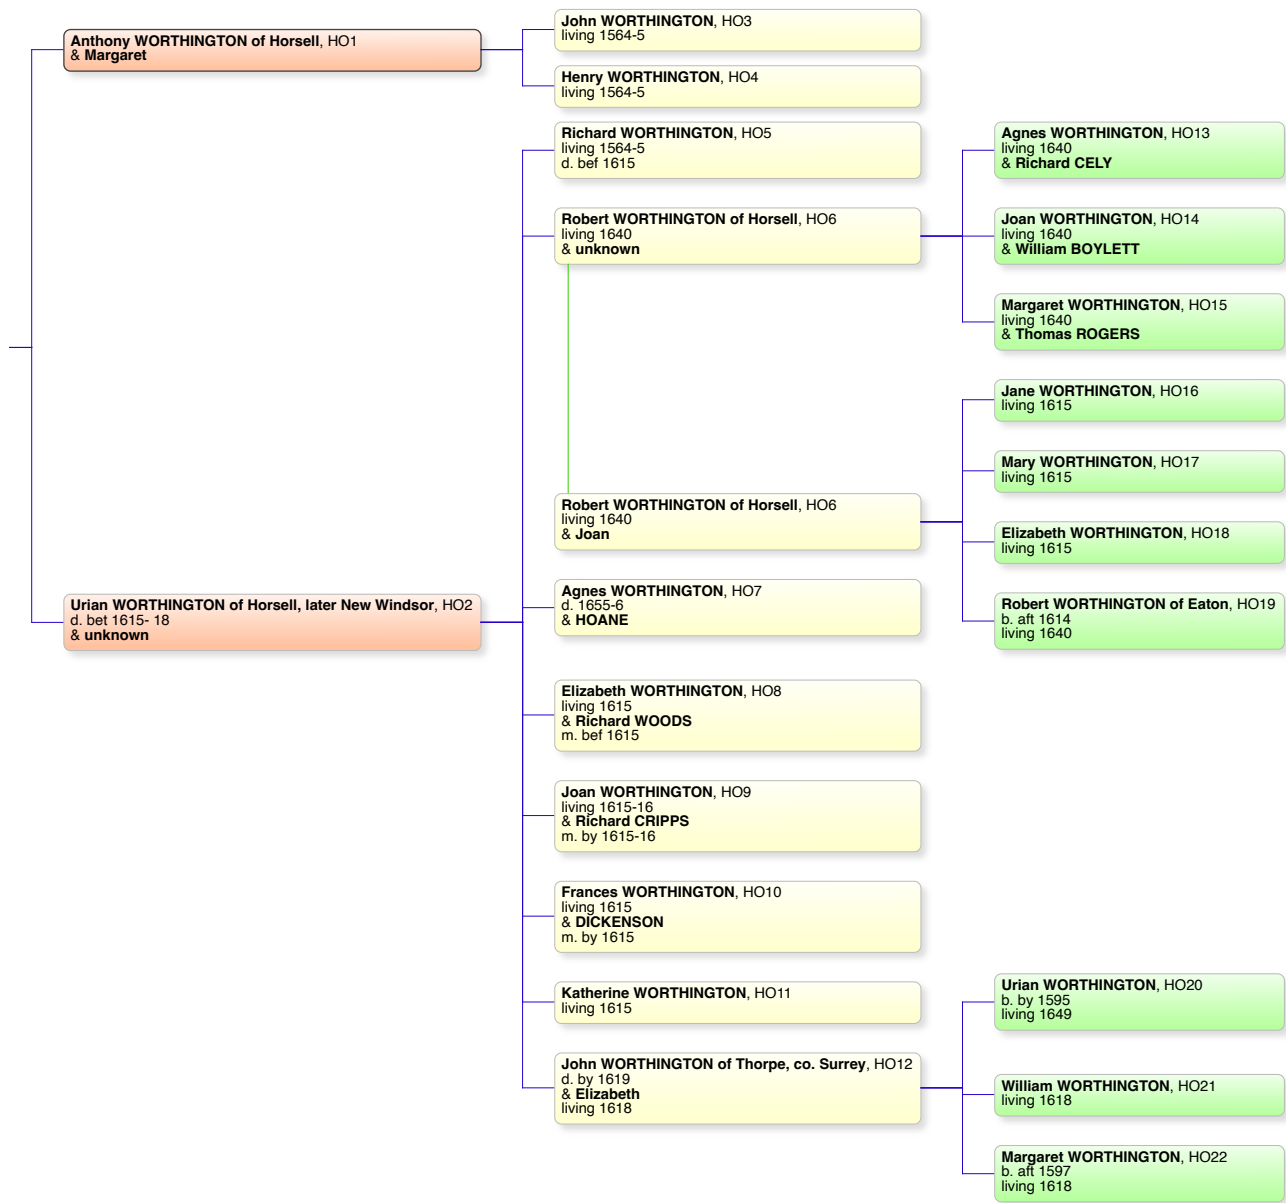 Anthony WORTHINGTON of Horsell, HO1
& Margaret
Urian WORTHINGTON of Horsell, later New Windsor, HO2
d. bet 1615- 18
& unknown
John WORTHINGTON, HO3
living 1564-5
Henry WORTHINGTON, HO4
living 1564-5
Richard WORTHINGTON, HO5
living 1564-5
d. bef 1615
Robert WORTHINGTON of Horsell, HO6
living 1640
& unknown
Robert WORTHINGTON of Horsell, HO6
living 1640
& Joan
Agnes WORTHINGTON, HO7
d. 1655-6
& HOANE
Elizabeth WORTHINGTON, HO8
living 1615
& Richard WOODS
m. bef 1615
Joan WORTHINGTON, HO9
living 1615-16
& Richard CRIPPS
m. by 1615-16
Frances WORTHINGTON, HO10
living 1615
& DICKENSON
m. by 1615
Katherine WORTHINGTON, HO11
living 1615
John WORTHINGTON of Thorpe, co. Surrey, HO12
d. by 1619
& Elizabeth
living 1618
Agnes WORTHINGTON, HO13
living 1640
& Richard CELY
Joan WORTHINGTON, HO14
living 1640
& William BOYLETT
Margaret WORTHINGTON, HO15
living 1640
& Thomas ROGERS
Jane WORTHINGTON, HO16
living 1615
Mary WORTHINGTON, HO17
living 1615
Elizabeth WORTHINGTON, HO18
living 1615
Robert WORTHINGTON of Eaton, HO19
b. aft 1614
living 1640
Urian WORTHINGTON, HO20
b. by 1595
living 1649
William WORTHINGTON, HO21
living 1618
Margaret WORTHINGTON, HO22
b. aft 1597
living 1618